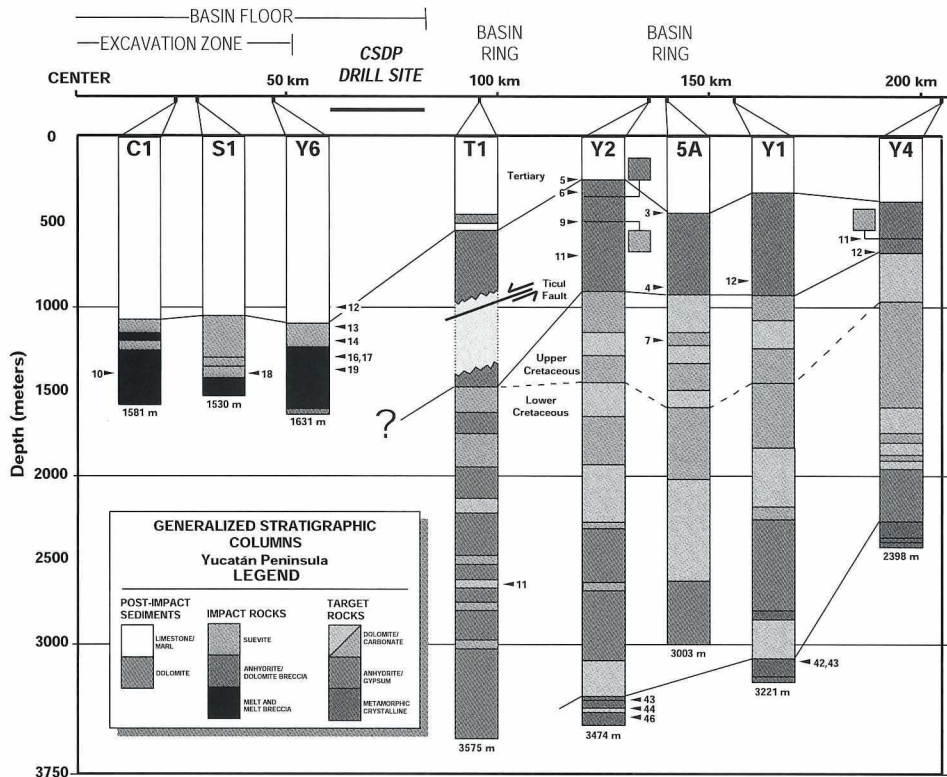 BASIN FLOOR
EXCAVATION ZONE
CSDP
DRILL SITE
BASIN
RING
BASIN
RING
CENTER
50 km
100 km
150 km
200 km
C1
S1
Y6
T1
Y2
5A
Y1
Y4
0
500
1000
1500
2000
2500
3000
3750
Depth (meters)
Tertiary
Ticul
Fault
Upper
Cretaceous
Lower
Cretaceous
?
10
1581 m
18
1530 m
12
13
14
16,17
19
1631 m
11
3575 m
5
6
9
11
43
44
46
3474 m
3
4
7
3003 m
12
42,43
3221 m
11
12
2398 m
GENERALIZED STRATIGRAPHIC
COLUMNS
Yucatán Peninsula
LEGEND
POST-IMPACT
SEDIMENTS
LIMESTONE/
MARL
DOLOMITE
IMPACT ROCKS
SUEVITE
ANHYDRITE/
DOLOMITE BRECCIA
MELT AND
MELT BRECCIA
TARGET
ROCKS
DOLOMITE/
CARBONATE
ANHYDRITE/
GYPSUM
METAMORPHIC
CRYSTALLINE